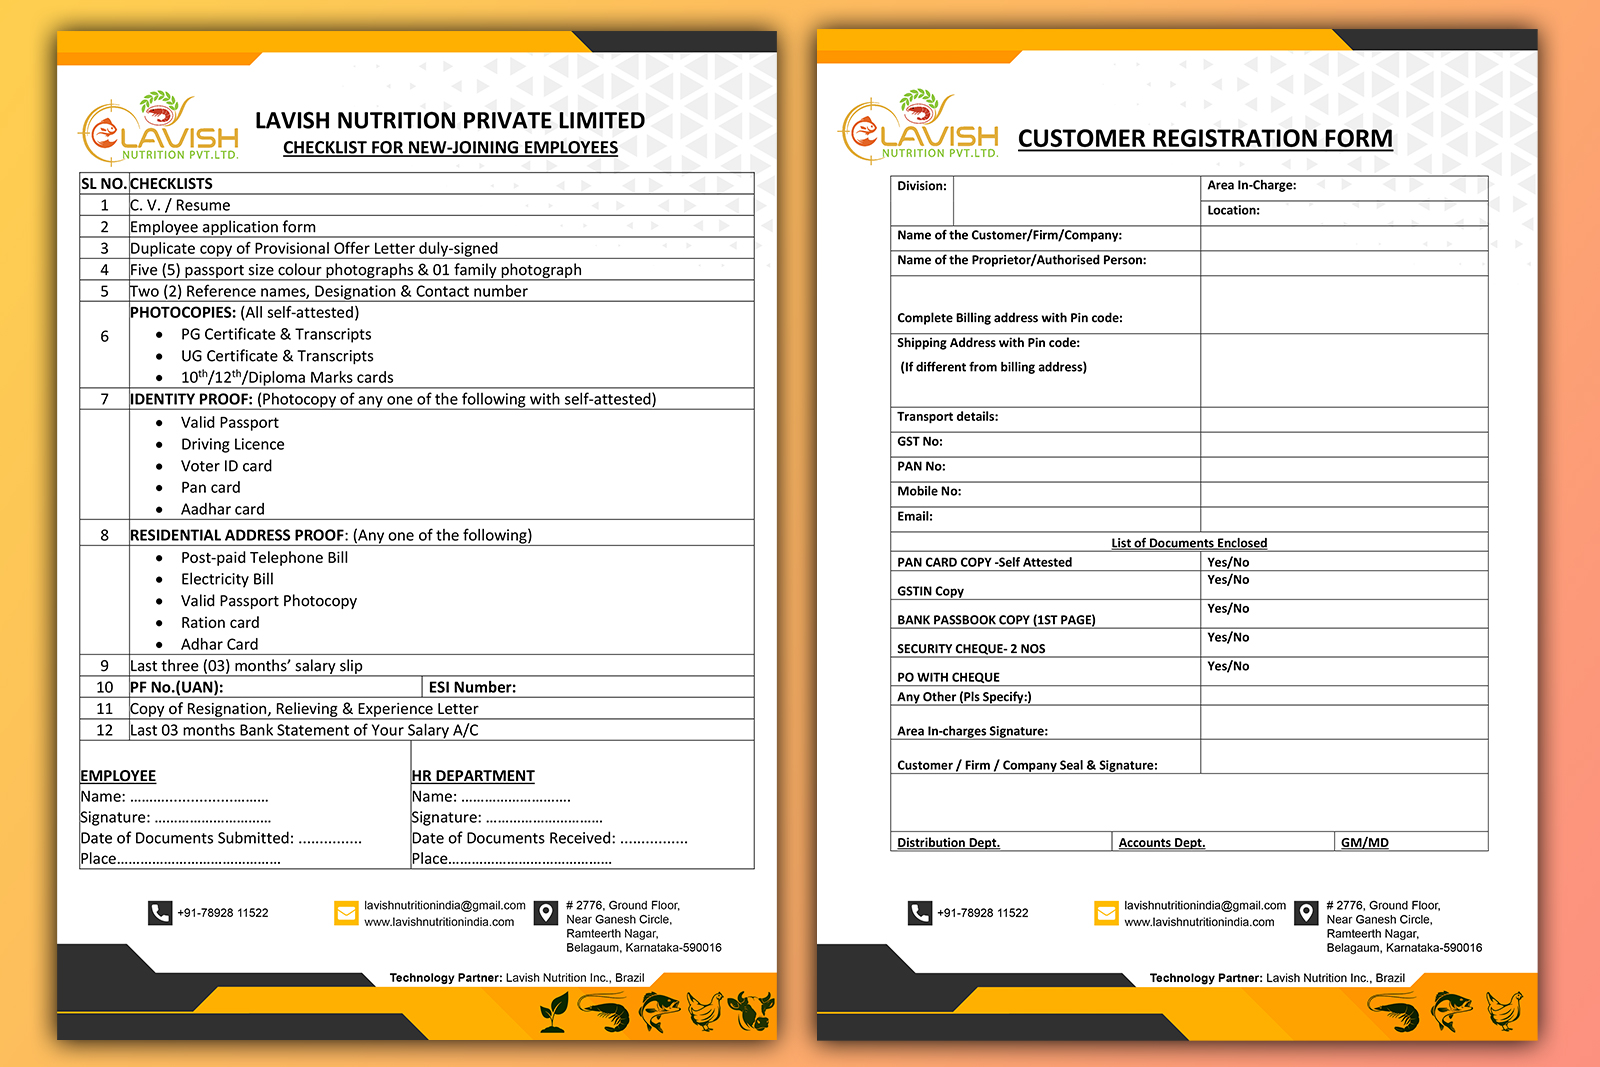 LAVISH
NUTRITION PVT.LTD.
LAVISH NUTRITION PRIVATE LIMITED
CHECKLIST FOR NEW-JOINING EMPLOYEES
SL NO. CHECKLISTS
1 C. V. / Resume
2 Employee application form
3 Duplicate copy of Provisional Offer Letter duly-signed
4 Five (5) passport size colour photographs & 01 family photograph
5 Two (2) Reference names, Designation & Contact number
6 PHOTOCOPIES: (All self-attested)
• PG Certificate & Transcripts
• UG Certificate & Transcripts
• 10th/12th/Diploma Marks cards
7 IDENTITY PROOF: (Photocopy of any one of the following with self-attested)
• Valid Passport
• Driving Licence
• Voter ID card
• Pan card
• Aadhar card
8 RESIDENTIAL ADDRESS PROOF: (Any one of the following)
• Post-paid Telephone Bill
• Electricity Bill
• Valid Passport Photocopy
• Ration card
• Adhar Card
9 Last three (03) months' salary slip
10 PF No.(UAN): ESI Number:
11 Copy of Resignation, Relieving & Experience Letter
12 Last 03 months Bank Statement of Your Salary A/C
EMPLOYEE
Name: ..............................
Signature: ..............................
Date of Documents Submitted: ...............
Place..........................................
HR DEPARTMENT
Name: ............................
Signature: ..............................
Date of Documents Received: .................
Place..........................................
+91-78928 11522
lavishnutritionindia@gmail.com
www.lavishnutritionindia.com
# 2776, Ground Floor,
Near Ganesh Circle,
Ramteerth Nagar,
Belagaum, Karnataka-590016
Technology Partner: Lavish Nutrition Inc., Brazil
LAVISH
NUTRITION PVT.LTD.
CUSTOMER REGISTRATION FORM
Division:
Area In-Charge:
Location:
Name of the Customer/Firm/Company:
Name of the Proprietor/Authorised Person:
Complete Billing address with Pin code:
Shipping Address with Pin code:
(If different from billing address)
Transport details:
GST No:
PAN No:
Mobile No:
Email:
List of Documents Enclosed
PAN CARD COPY -Self Attested Yes/No
GSTIN Copy Yes/No
BANK PASSBOOK COPY (1ST PAGE) Yes/No
SECURITY CHEQUE- 2 NOS Yes/No
PO WITH CHEQUE Yes/No
Any Other (Pls Specify:)
Area In-charges Signature:
Customer / Firm / Company Seal & Signature:
Distribution Dept. Accounts Dept. GM/MD
+91-78928 11522
lavishnutritionindia@gmail.com
www.lavishnutritionindia.com
# 2776, Ground Floor,
Near Ganesh Circle,
Ramteerth Nagar,
Belagaum, Karnataka-590016
Technology Partner: Lavish Nutrition Inc., Brazil